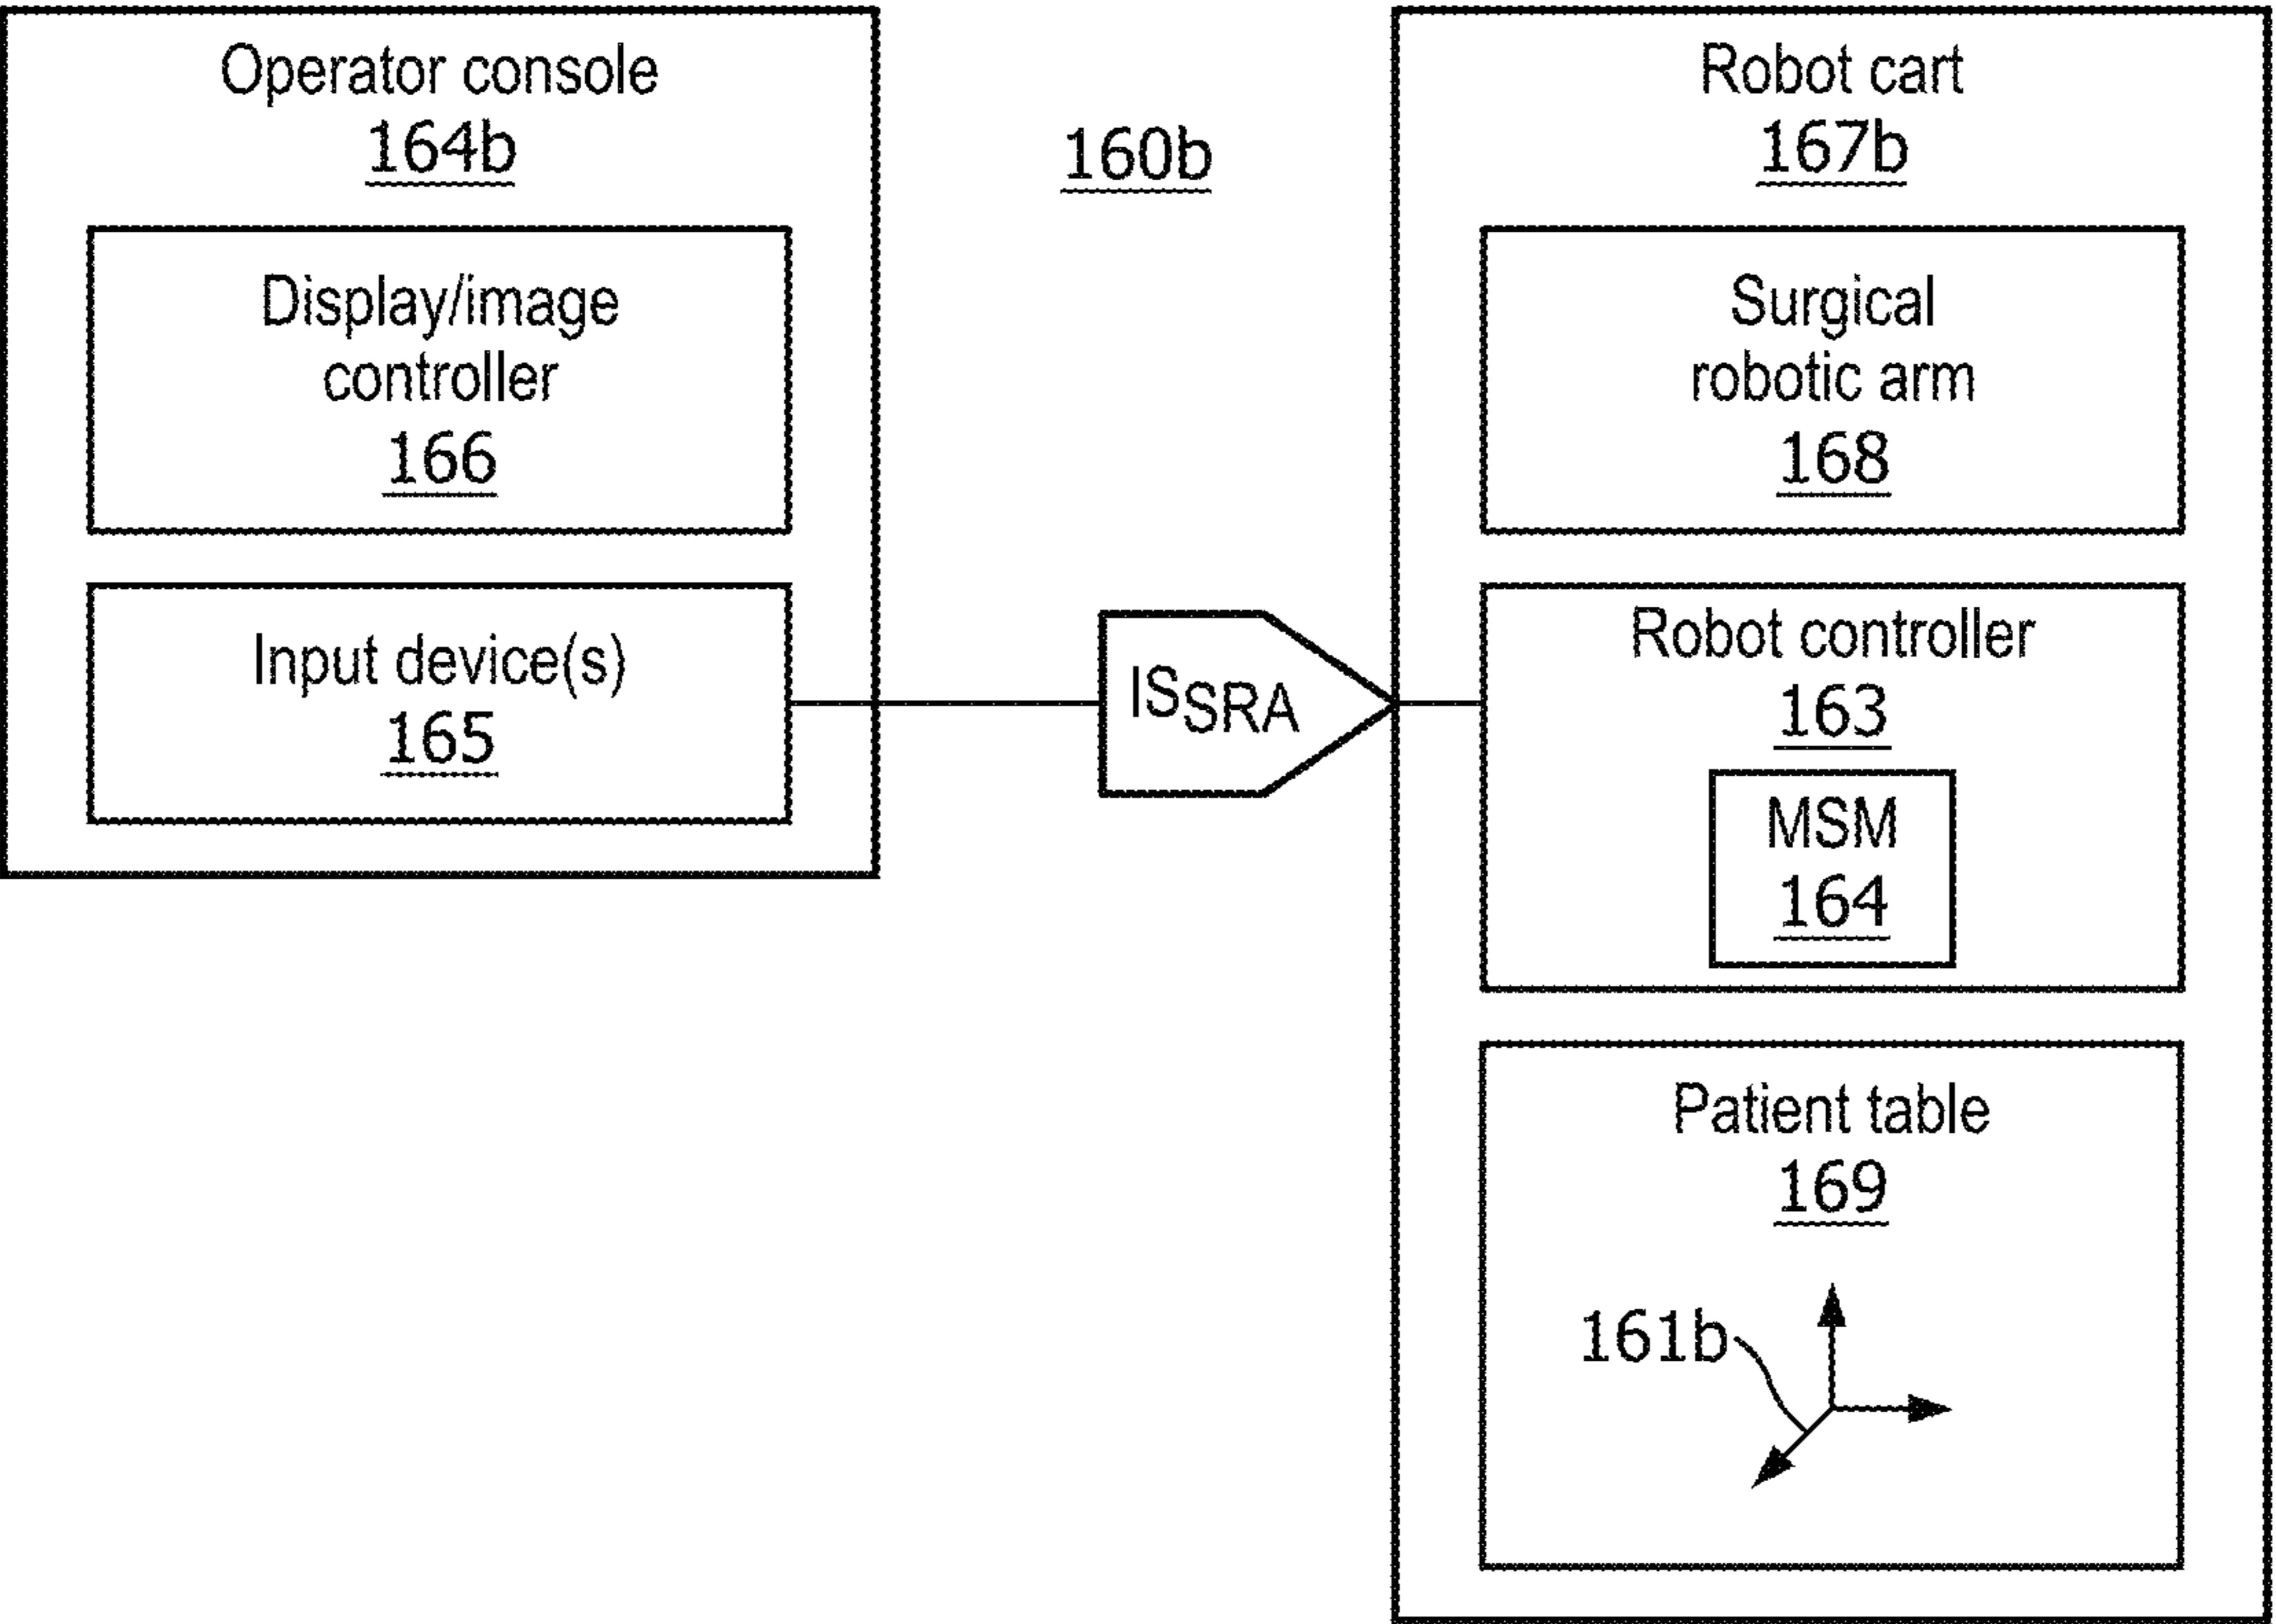 Operator console
164b
Display/image
controller
166
Input device(s)
165
160b
ISSRA
Robot cart
167b
Surgical
robotic arm
168
Robot controller
163
MSM
164
Patient table
169
161b